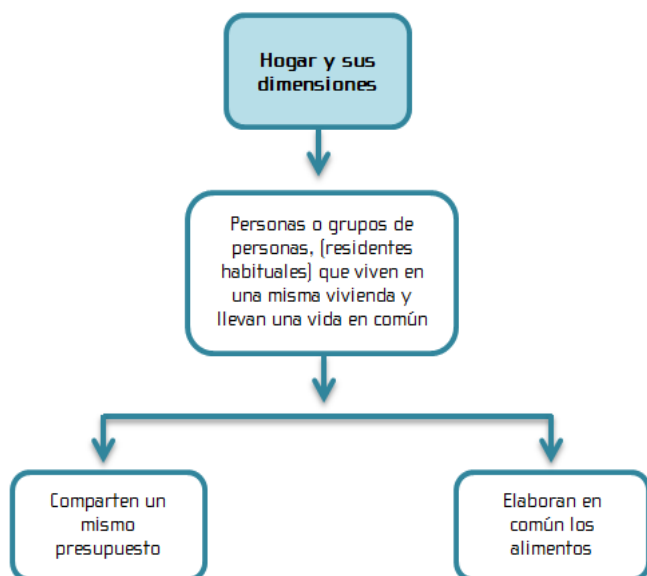 Hogar y sus
dimensiones
Personas o grupos de
personas, (residentes
habituales) que viven en
una misma vivienda y
llevan una vida en común
Comparten un
mismo
presupuesto
Elaboran en
común los
alimentos